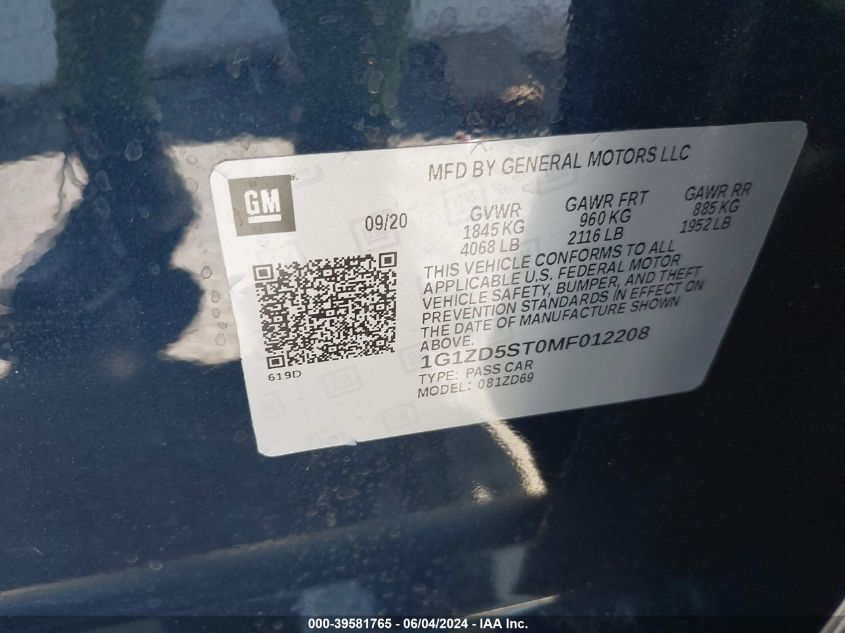 MFD BY GENERAL MOTORS LLC
GM
09/20
GVWR
1845 KG
4068 LB
GAWR FRT
960 KG
2116 LB
GAWR RR
885 KG
1952 LB
THIS VEHICLE CONFORMS TO ALL
APPLICABLE U.S. FEDERAL MOTOR
VEHICLE SAFETY, BUMPER, AND THEFT
PREVENTION STANDARDS IN EFFECT ON
THE DATE OF MANUFACTURE SHOWN
ABOVE.
1G1ZD5ST0MF012208
TYPE: PASS CAR
MODEL: 081ZD69
619D
000-39581765 - 06/04/2024 - IAA Inc.